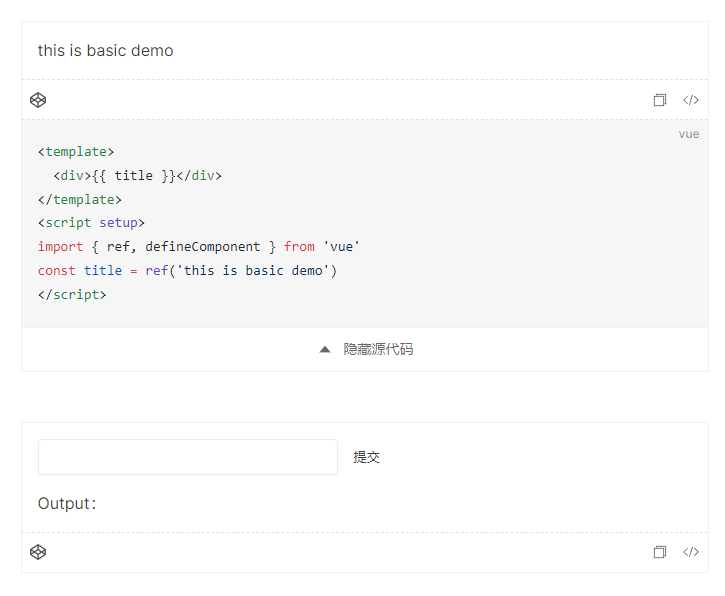 this is basic demo
vue
<template>
  <div>{{ title }}</div>
</template>
<script setup>
import { ref, defineComponent } from 'vue'
const title = ref('this is basic demo')
</script>
隐藏源代码
提交
Output：